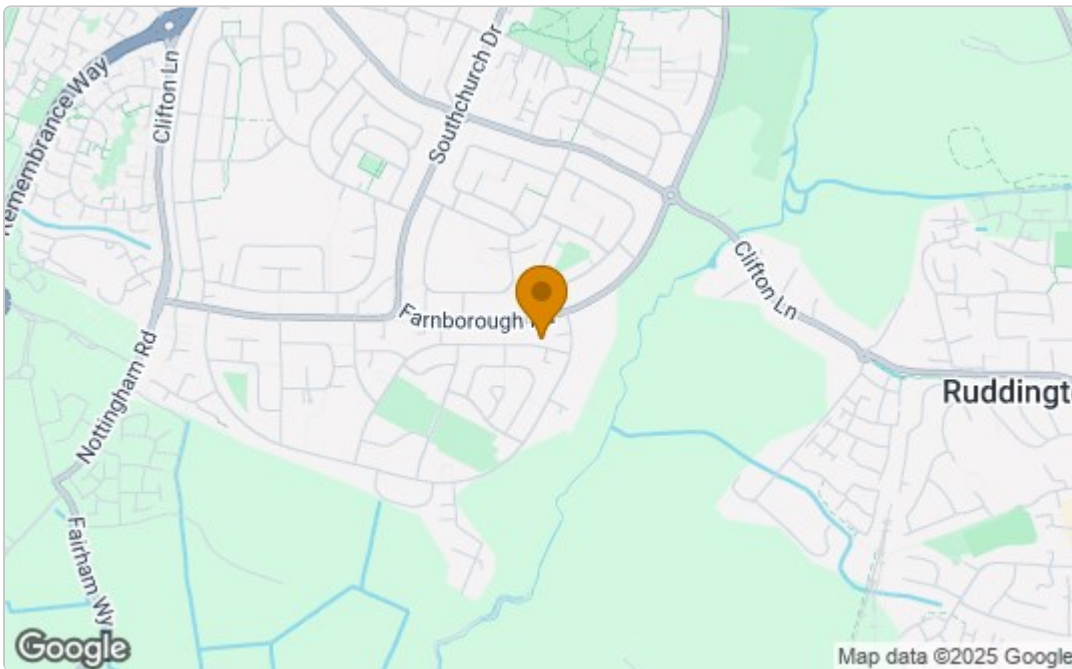 Remembrance Way
Clifton Ln
Southchurch Dr
Clifton Ln
Farnborough
Nottingham Rd
Ruddingt
Fairham Wy
Google
Map data ©2025 Google